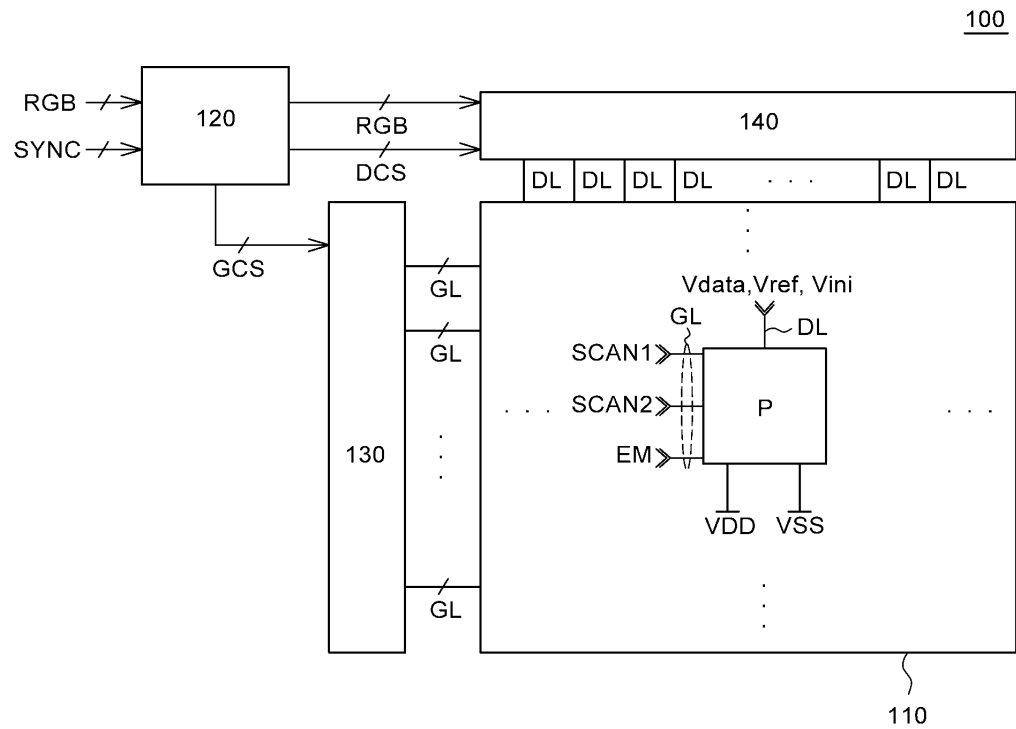 100
RGB
SYNC
120
RGB
DCS
140
DL DL DL DL . . . DL DL
GCS
GL
GL
GL
130
Vdata,Vref, Vini
GL
DL
SCAN1
SCAN2
EM
P
VDD
VSS
110